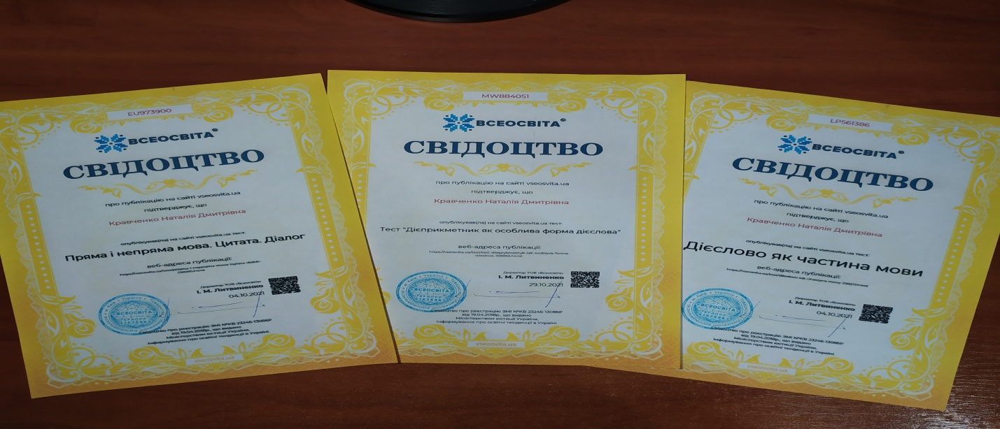 EU973900
ВСЕОСВІТА
СВІДОЦТВО
про публікацію на сайті vseosvita.ua
підтверджує, що
Кравченко Наталія Дмитрівна
опублікував(ла) на сайті vseosvita.ua тест:
Пряма і непряма мова. Цитата. Діалог
веб-адреса публікації:
Директор ТОВ «Всеосвіта»
І. М. Литвиненко
04.10.2021
ВСЕОСВІТА
Свідоцтво про реєстрацію ЗМІ №КВ 23246-13086Р
від 19.04.2018р., що видано
Міністерством юстиції України,
інформування про освітні тенденції в Україні.
vseosvita.ua
MW884051
ВСЕОСВІТА
СВІДОЦТВО
про публікацію на сайті vseosvita.ua
підтверджує, що
Кравченко Наталія Дмитрівна
опублікував(ла) на сайті vseosvita.ua тест:
Тест "Дієприкметник як особлива форма дієслова"
веб-адреса публікації:
Директор ТОВ «Всеосвіта»
І. М. Литвиненко
29.10.2021
ВСЕОСВІТА
Свідоцтво про реєстрацію ЗМІ №КВ 23246-13086Р
від 19.04.2018р., що видано
Міністерством юстиції України,
інформування про освітні тенденції в Україні.
vseosvita.ua
LP561386
ВСЕОСВІТА
СВІДОЦТВО
про публікацію на сайті vseosvita.ua
підтверджує, що
Кравченко Наталія Дмитрівна
опублікував(ла) на сайті vseosvita.ua тест:
Дієслово як частина мови
веб-адреса публікації:
Директор ТОВ «Всеосвіта»
І. М. Литвиненко
04.10.2021
ВСЕОСВІТА
Свідоцтво про реєстрацію ЗМІ №КВ 23246-13086Р
від 19.04.2018р., що видано
Міністерством юстиції України,
інформування про освітні тенденції в Україні.
vseosvita.ua